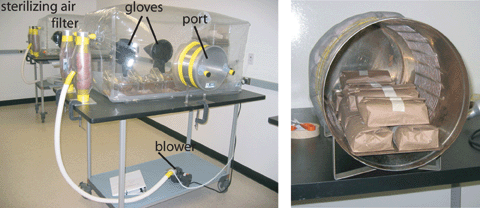 sterilizing air
filter
gloves
port
blower